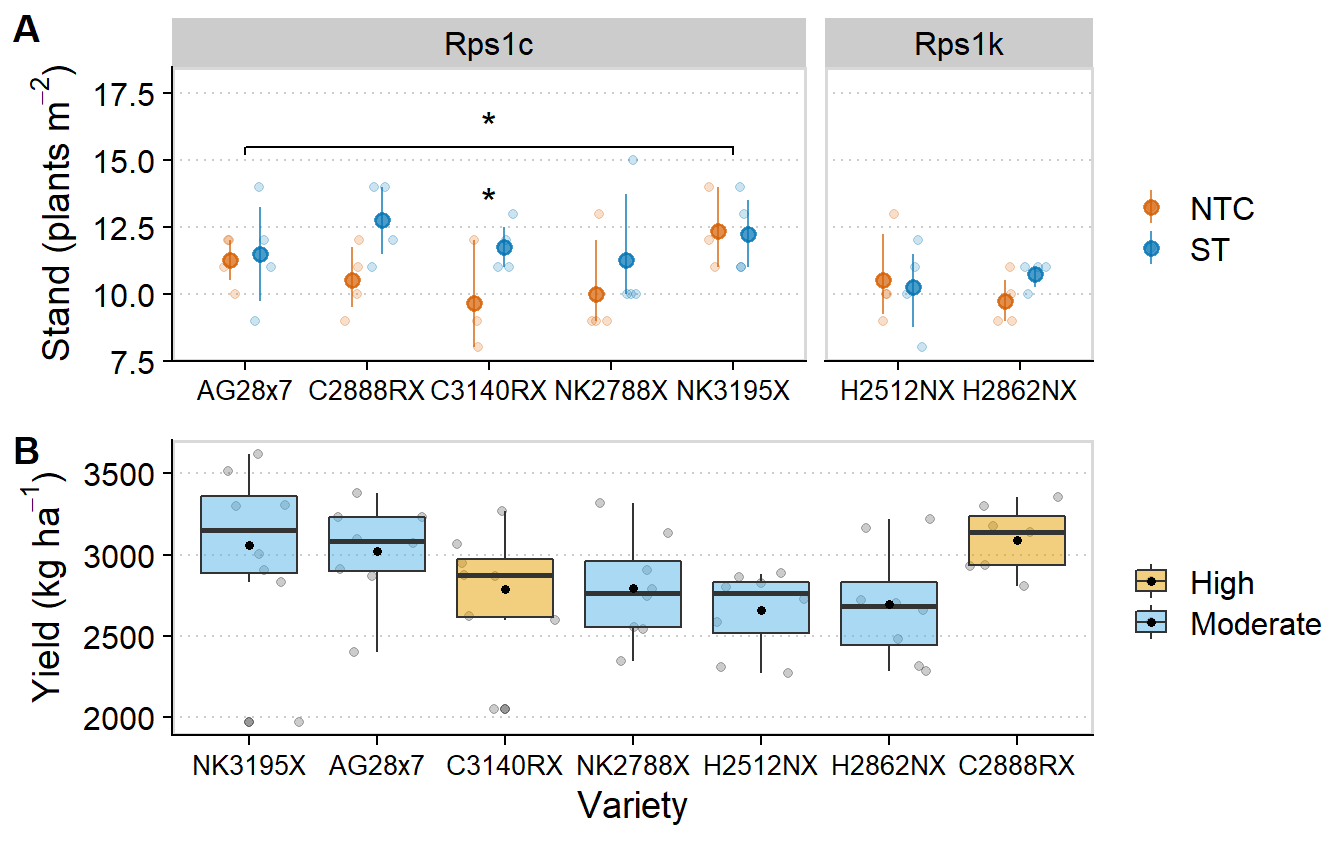 A
Rps1c Rps1k
Stand (plants m⁻²)
17.5
15.0
12.5
10.0
7.5
*
*
AG28x7 C2888RX C3140RX NK2788X NK3195X H2512NX H2862NX
NTC
ST
B
Yield (kg ha⁻¹)
3500
3000
2500
2000
NK3195X AG28x7 C3140RX NK2788X H2512NX H2862NX C2888RX
Variety
High
Moderate